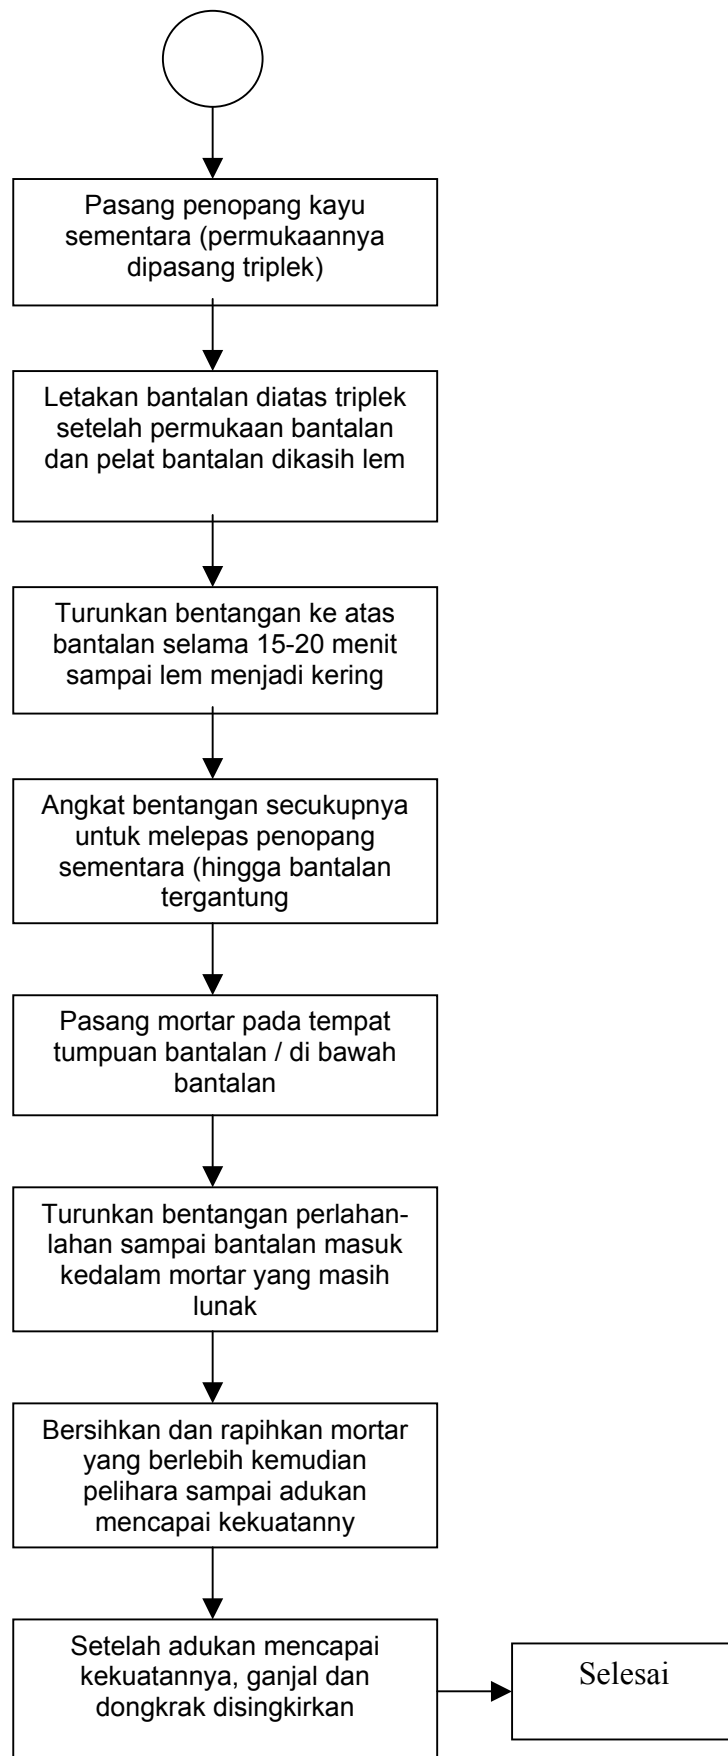 Pasang penopang kayu
sementara (permukaannya
dipasang triplek)
Letakan bantalan diatas triplek
setelah permukaan bantalan
dan pelat bantalan dikasih lem
Turunkan bentangan ke atas
bantalan selama 15-20 menit
sampai lem menjadi kering
Angkat bentangan secukupnya
untuk melepas penopang
sementara (hingga bantalan
tergantung
Pasang mortar pada tempat
tumpuan bantalan / di bawah
bantalan
Turunkan bentangan perlahan-
lahan sampai bantalan masuk
kedalam mortar yang masih
lunak
Bersihkan dan rapihkan mortar
yang berlebih kemudian
pelihara sampai adukan
mencapai kekuatanny
Setelah adukan mencapai
kekuatannya, ganjal dan
dongkrak disingkirkan
Selesai